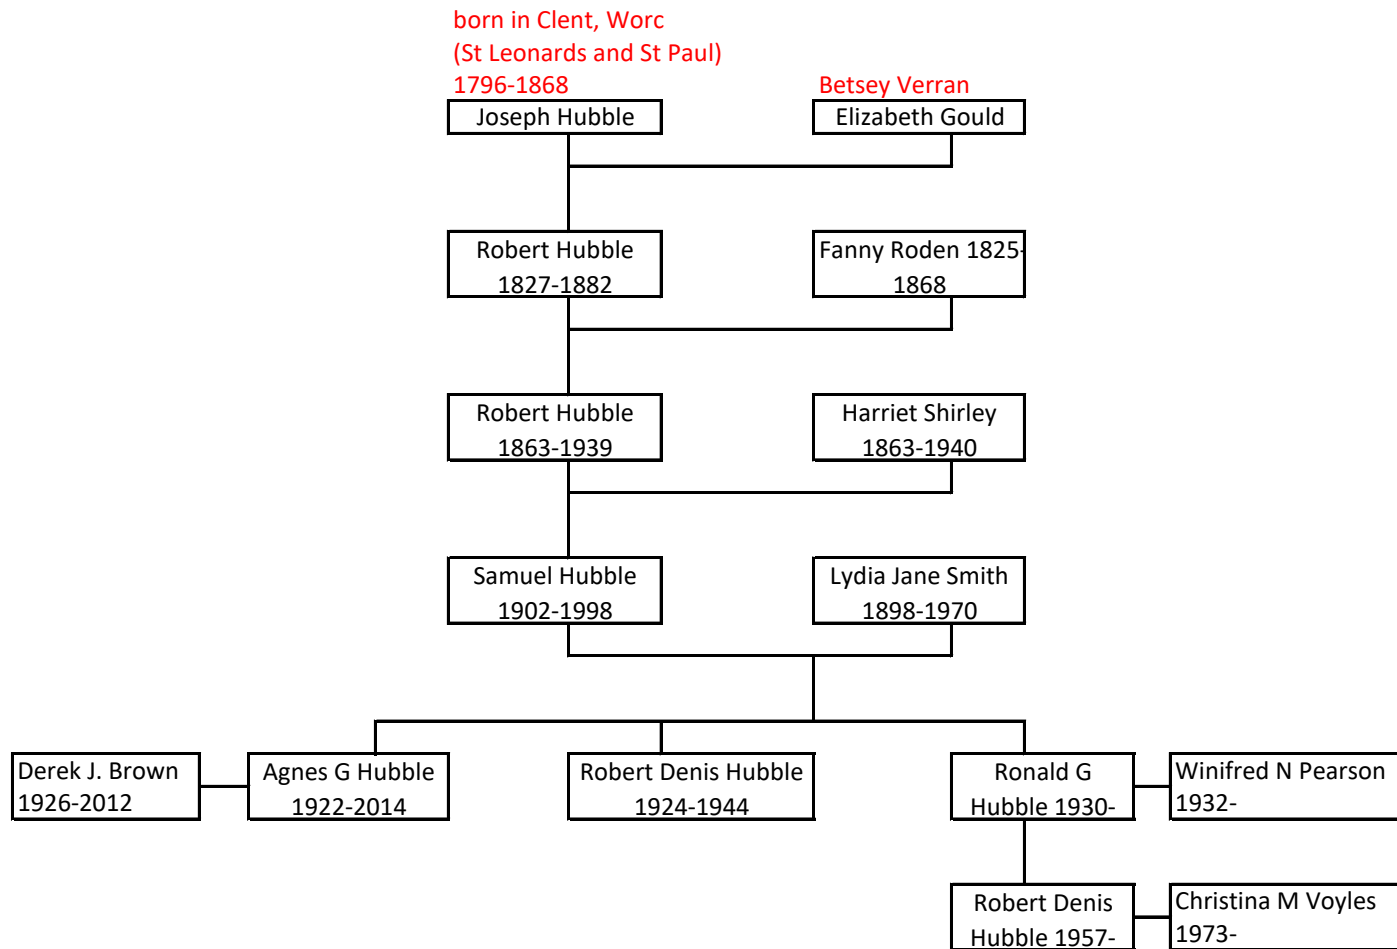 born in Clent, Worc
(St Leonards and St Paul)
1796-1868
Betsey Verran
Joseph Hubble
Elizabeth Gould
Robert Hubble
1827-1882
Fanny Roden 1825-
1868
Robert Hubble
1863-1939
Harriet Shirley
1863-1940
Samuel Hubble
1902-1998
Lydia Jane Smith
1898-1970
Derek J. Brown
1926-2012
Agnes G Hubble
1922-2014
Robert Denis Hubble
1924-1944
Ronald G
Hubble 1930-
Winifred N Pearson
1932-
Robert Denis
Hubble 1957-
Christina M Voyles
1973-